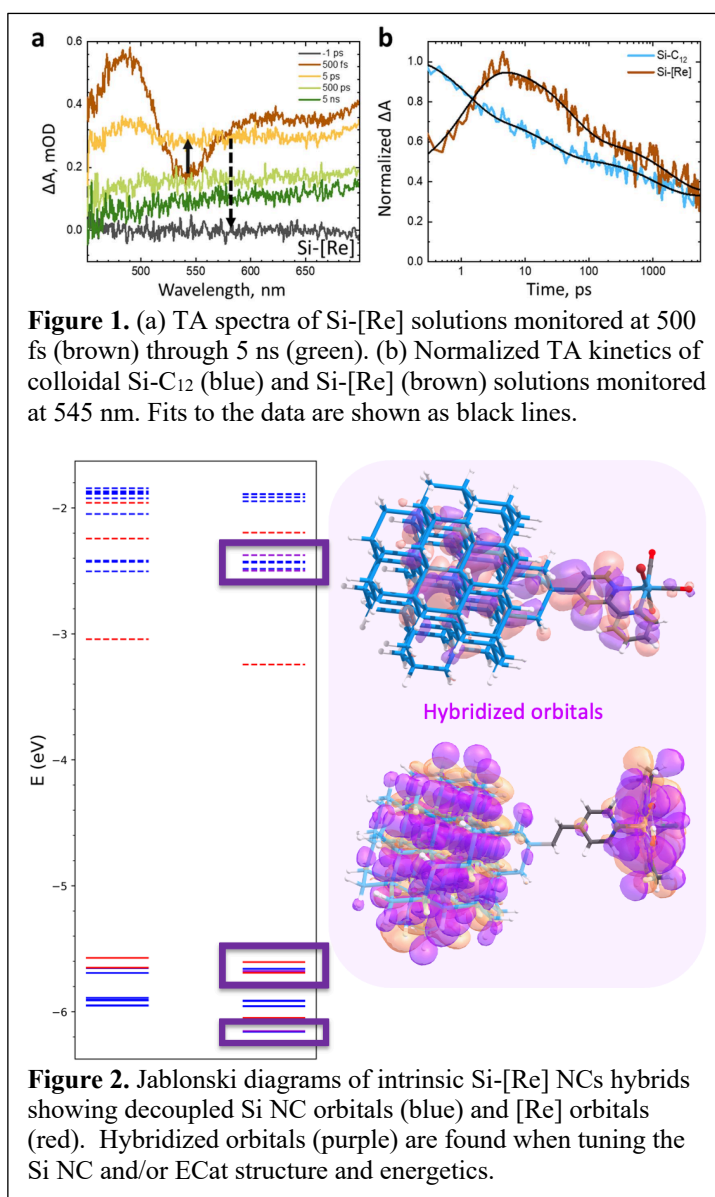 a
b
0.6
0.4
0.2
0.0
ΔA, mOD
-1 ps
500 fs
5 ps
500 ps
5 ns
Si-[Re]
500 550 600 650
Wavelength, nm
1.0
0.8
0.6
0.4
0.2
0.0
Normalized ΔA
Si-C₁₂
Si-[Re]
1 10 100 1000
Time, ps
Figure 1. (a) TA spectra of Si-[Re] solutions monitored at 500
fs (brown) through 5 ns (green). (b) Normalized TA kinetics of
colloidal Si-C₁₂ (blue) and Si-[Re] (brown) solutions monitored
at 545 nm. Fits to the data are shown as black lines.
−2
−3
−4
−5
−6
E (eV)
Hybridized orbitals
Figure 2. Jablonski diagrams of intrinsic Si-[Re] NCs hybrids
showing decoupled Si NC orbitals (blue) and [Re] orbitals
(red). Hybridized orbitals (purple) are found when tuning the
Si NC and/or ECat structure and energetics.